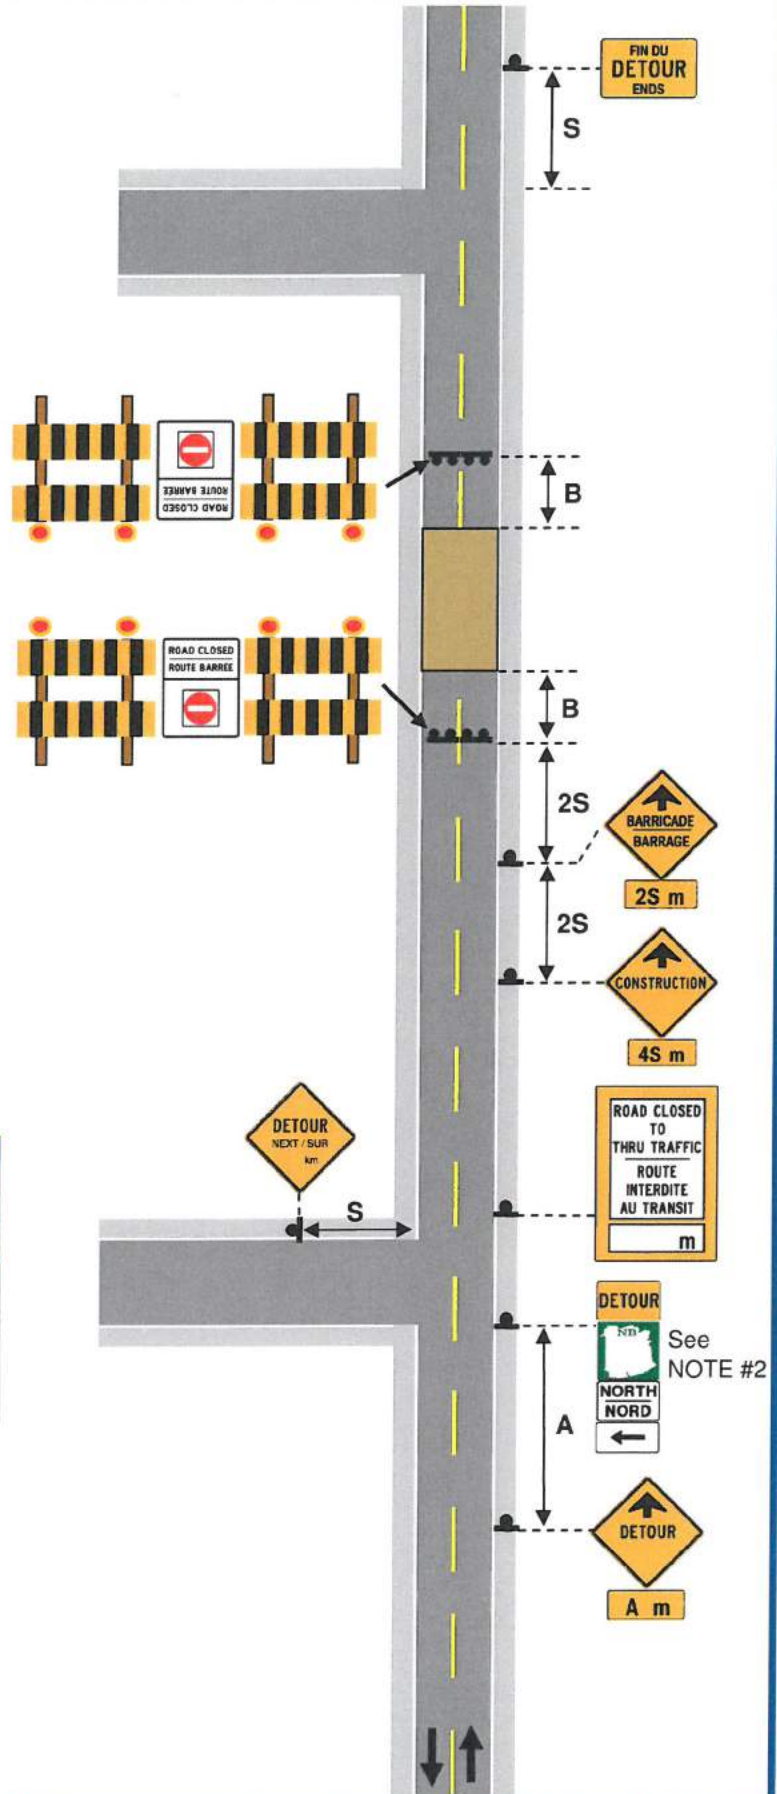 FIN DU
DETOUR
ENDS
S
ROAD CLOSED
ROUTE BARRÉE
B
ROAD CLOSED
ROUTE BARRÉE
B
2S
BARRICADE
BARRAGE
2S m
2S
CONSTRUCTION
4S m
ROAD CLOSED
TO
THRU TRAFFIC
ROUTE
INTERDITE
AU TRANSIT
m
DETOUR
NEXT / SUR
km
S
DETOUR
NB
See
NOTE #2
NORTH
NORD
A
DETOUR
A m